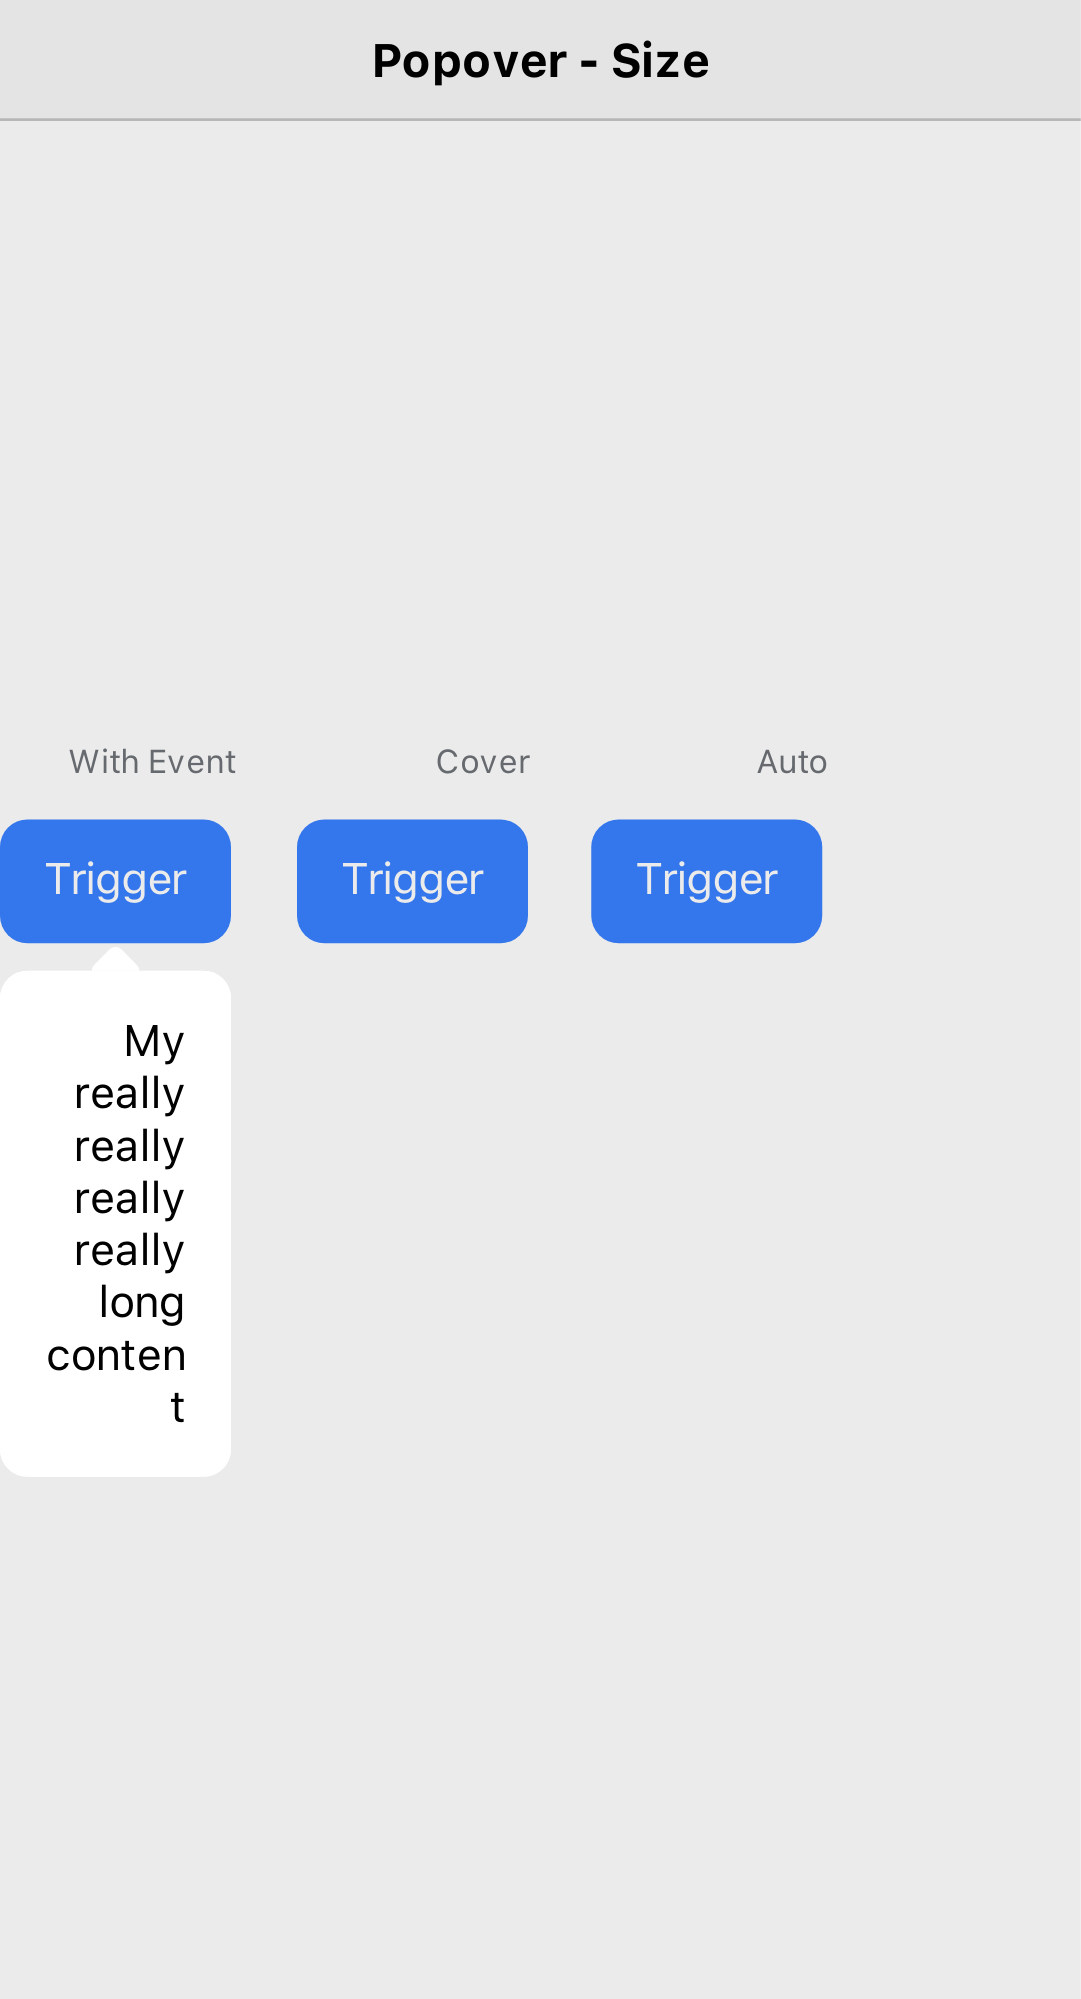 Popover - Size
With Event
Cover
Auto
Trigger
Trigger
Trigger
My
really
really
really
really
long
conten
t